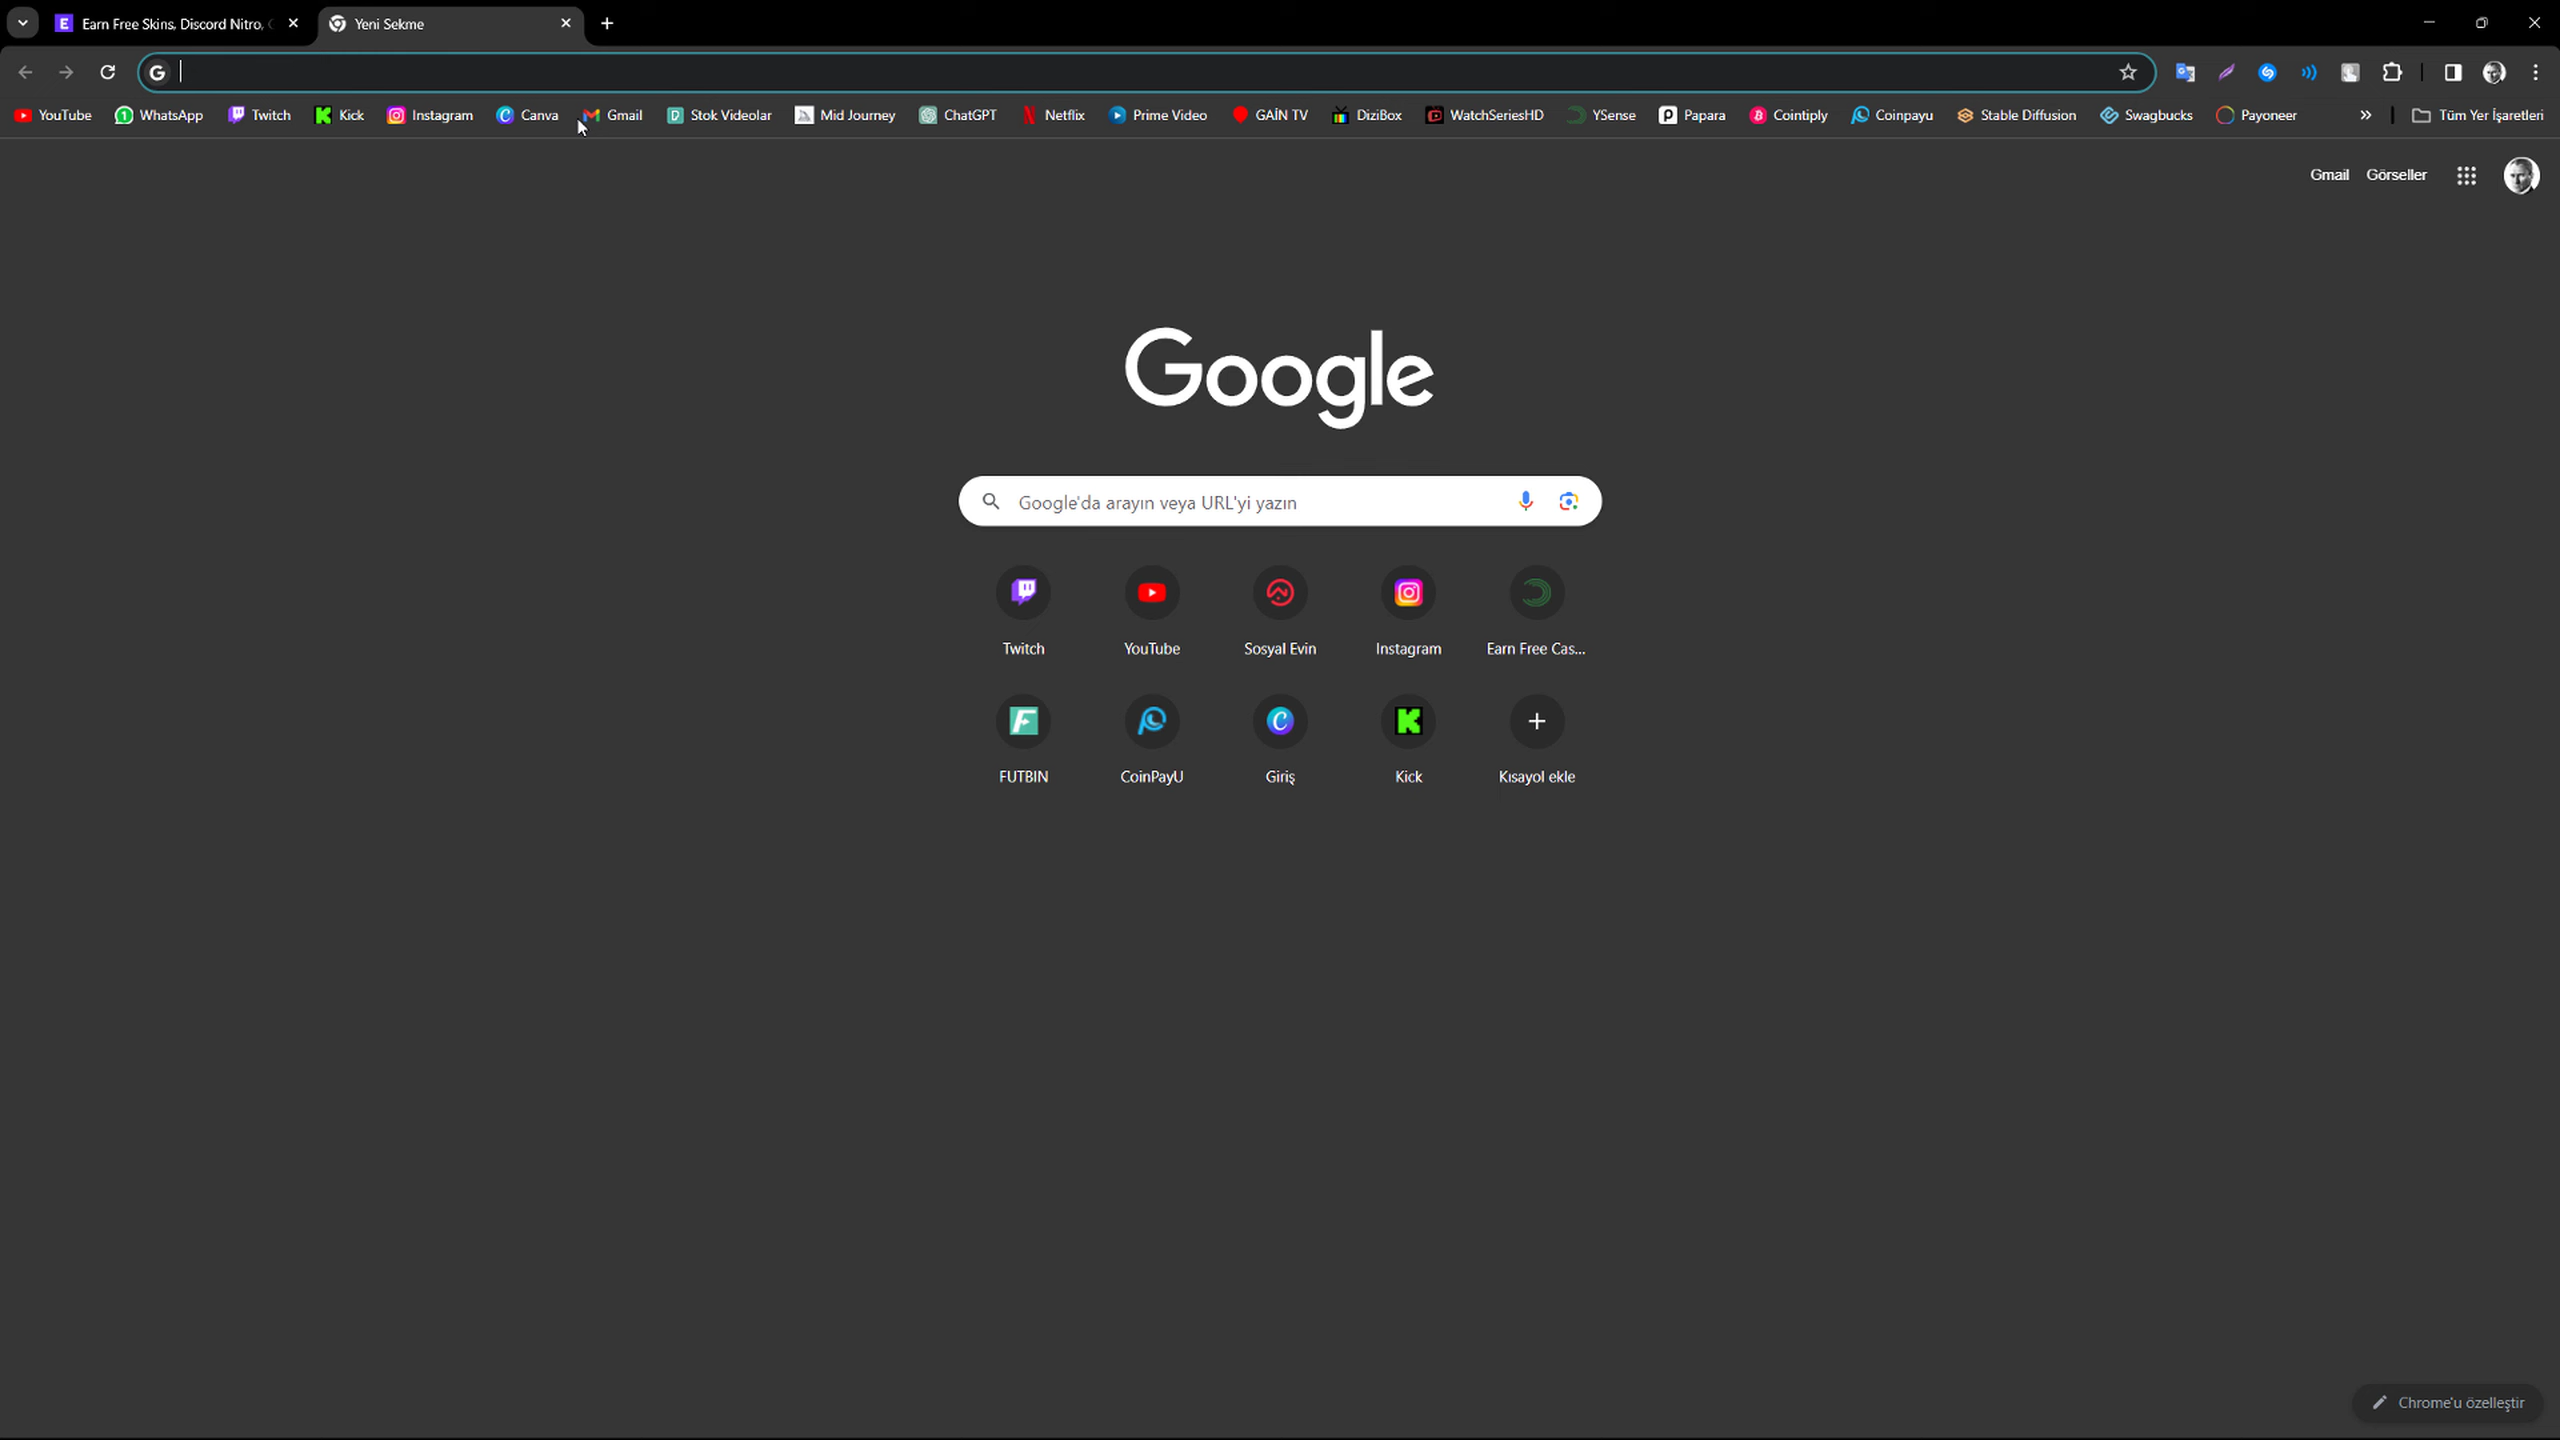 Earn Free Skins, Discord Nitro,
Yeni Sekme
YouTube
WhatsApp
Twitch
Kick
Instagram
Canva
Gmail
Stok Videolar
Mid Journey
ChatGPT
Netflix
Prime Video
GAİN TV
DiziBox
WatchSeriesHD
YSense
Papara
Cointiply
Coinpayu
Stable Diffusion
Swagbucks
Payoneer
Tüm Yer İşaretleri
Gmail
Görseller
Google
Google'da arayın veya URL'yi yazın
Twitch
YouTube
Sosyal Evin
Instagram
Earn Free Cas...
FUTBIN
CoinPayU
Giriş
Kick
Kısayol ekle
Chrome'u özelleştir